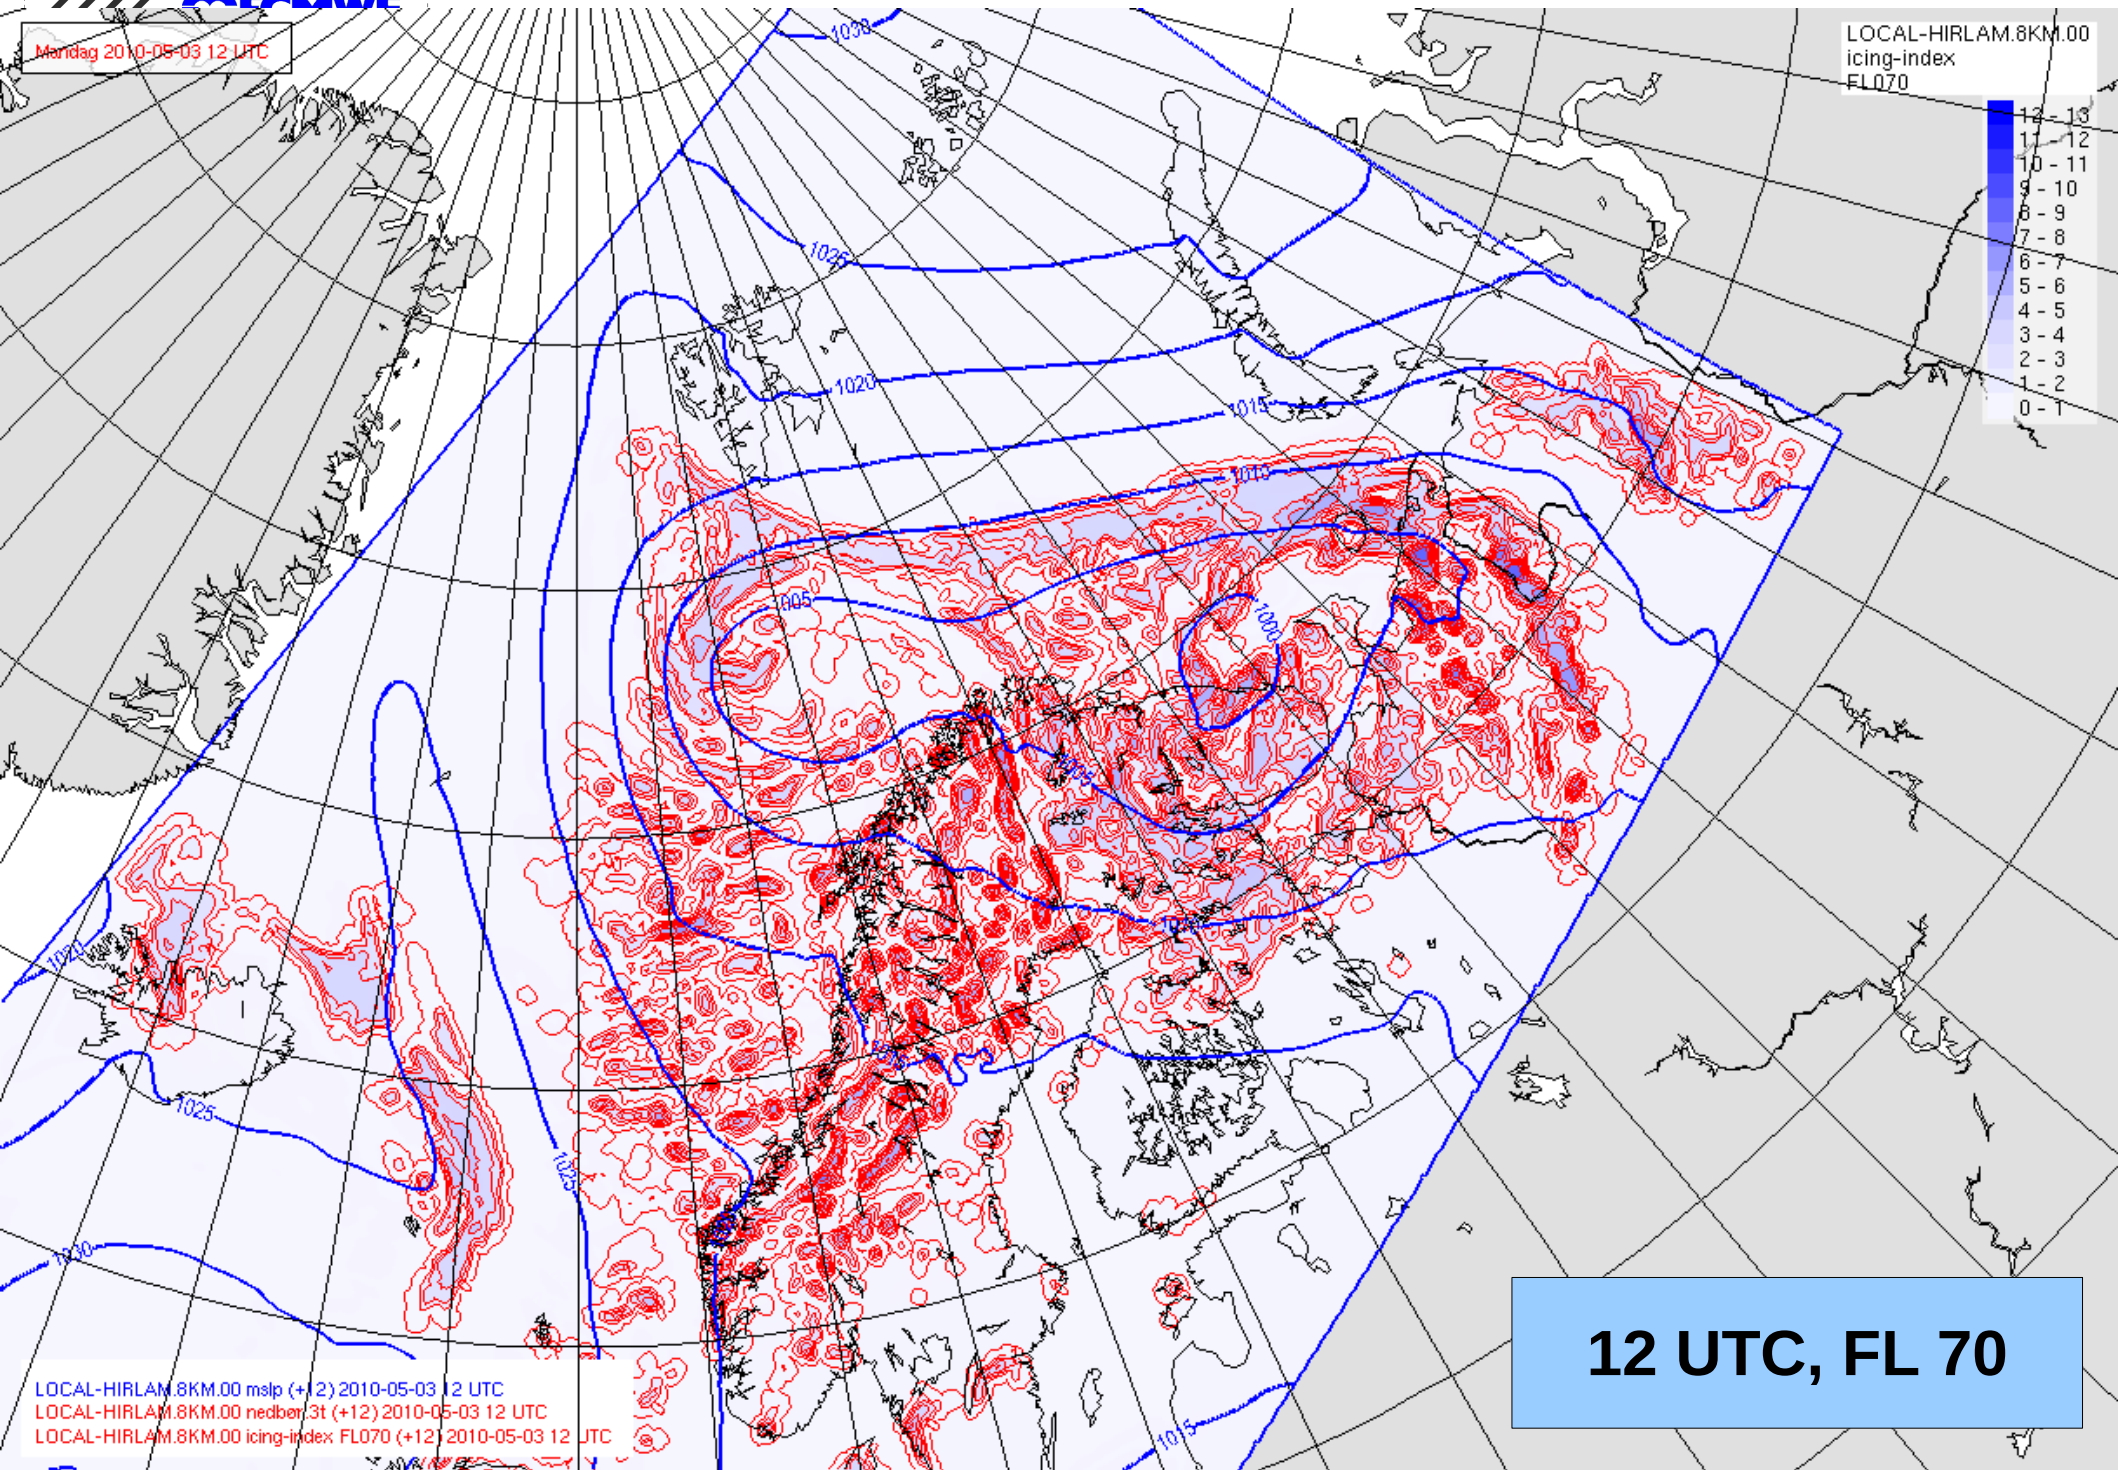 ECMWF
Mandag 2010-05-03 12 UTC
LOCAL-HIRLAM.8KM.00
icing-index
FL070
12 - 13
11 - 12
10 - 11
9 - 10
8 - 9
7 - 8
6 - 7
5 - 6
4 - 5
3 - 4
2 - 3
1 - 2
0 - 1
1030
1025
1020
1015
1010
1005
1000
1005
1020
1025
1025
1030
1015
12 UTC, FL 70
LOCAL-HIRLAM.8KM.00 mslp (+12) 2010-05-03 12 UTC
LOCAL-HIRLAM.8KM.00 nedbør.3t (+12) 2010-05-03 12 UTC
LOCAL-HIRLAM.8KM.00 icing-index FL070 (+12) 2010-05-03 12 UTC